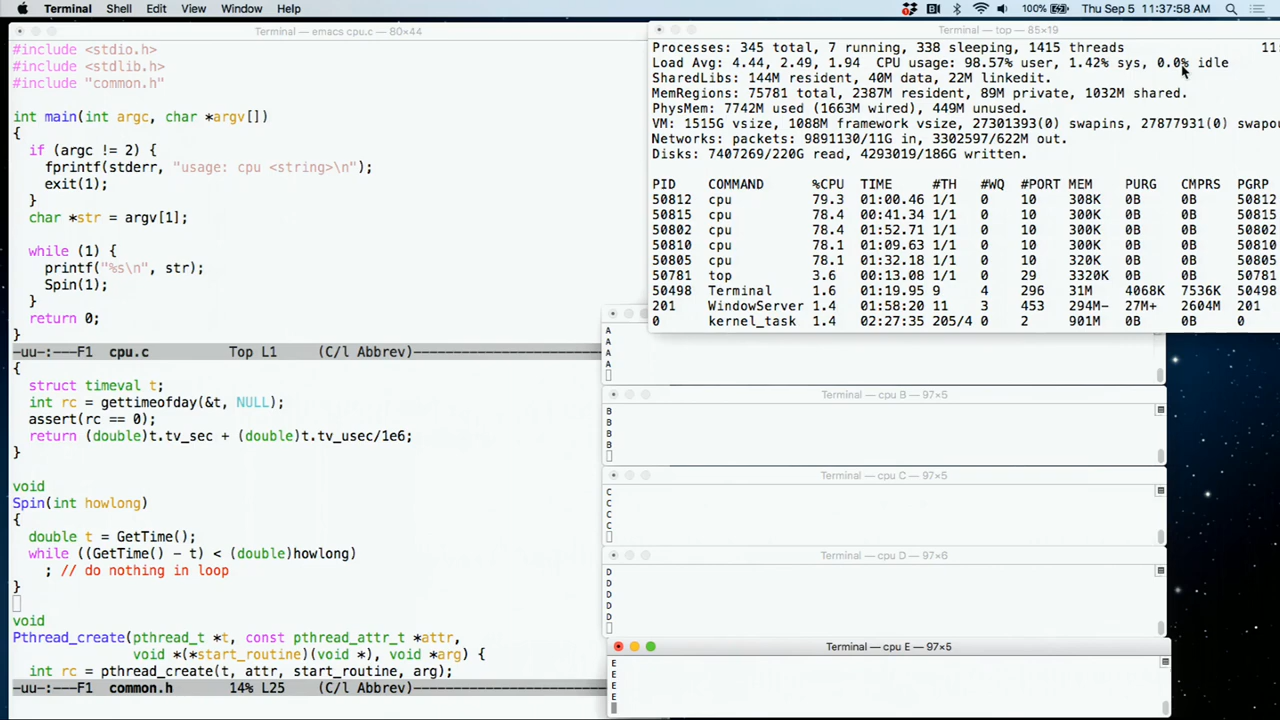 Terminal Shell Edit View Window Help 100% Thu Sep 5 11:37:58 AM
Terminal — emacs cpu.c — 80×44
#include <stdio.h>
#include <stdlib.h>
#include "common.h"
int main(int argc, char *argv[])
{
if (argc != 2) {
fprintf(stderr, "usage: cpu <string>\n");
exit(1);
}
char *str = argv[1];
while (1) {
printf("%s\n", str);
Spin(1);
}
return 0;
}
-uu-:---F1 cpu.c Top L1 (C/l Abbrev)
{
struct timeval t;
int rc = gettimeofday(&t, NULL);
assert(rc == 0);
return (double)t.tv_sec + (double)t.tv_usec/1e6;
}
void
Spin(int howlong)
{
double t = GetTime();
while ((GetTime() - t) < (double)howlong)
; // do nothing in loop
}
void
Pthread_create(pthread_t *t, const pthread_attr_t *attr,
void *(*start_routine)(void *), void *arg) {
int rc = pthread_create(t, attr, start_routine, arg);
-uu-:---F1 common.h 14% L25 (C/l Abbrev)
Terminal — top — 85×19
Processes: 345 total, 7 running, 338 sleeping, 1415 threads 11:
Load Avg: 4.44, 2.49, 1.94 CPU usage: 98.57% user, 1.42% sys, 0.0% idle
SharedLibs: 144M resident, 40M data, 22M linkedit.
MemRegions: 75781 total, 2387M resident, 89M private, 1032M shared.
PhysMem: 7742M used (1663M wired), 449M unused.
VM: 1515G vsize, 1088M framework vsize, 27301393(0) swapins, 27877931(0) swapou
Networks: packets: 9891130/11G in, 3302597/622M out.
Disks: 7407269/220G read, 4293019/186G written.
PID COMMAND %CPU TIME #TH #WQ #PORT MEM PURG CMPRS PGRP
50812 cpu 79.3 01:00.46 1/1 0 10 308K 0B 0B 50812
50815 cpu 78.4 00:41.34 1/1 0 10 300K 0B 0B 50815
50802 cpu 78.4 01:52.71 1/1 0 10 300K 0B 0B 50802
50810 cpu 78.1 01:09.63 1/1 0 10 300K 0B 0B 50810
50805 cpu 78.1 01:32.18 1/1 0 10 320K 0B 0B 50805
50781 top 3.6 00:13.08 1/1 0 29 3320K 0B 0B 50781
50498 Terminal 1.6 01:19.95 9 4 296 31M 4068K 7536K 50498
201 WindowServer 1.4 01:58:20 11 3 453 294M- 27M+ 2604M 201
0 kernel_task 1.4 02:27:35 205/4 0 2 901M 0B 0B 0
A
A
A
A
Terminal — cpu B — 97×5
B
B
B
B
Terminal — cpu C — 97×5
C
C
C
C
Terminal — cpu D — 97×6
D
D
D
D
D
Terminal — cpu E — 97×5
E
E
E
E